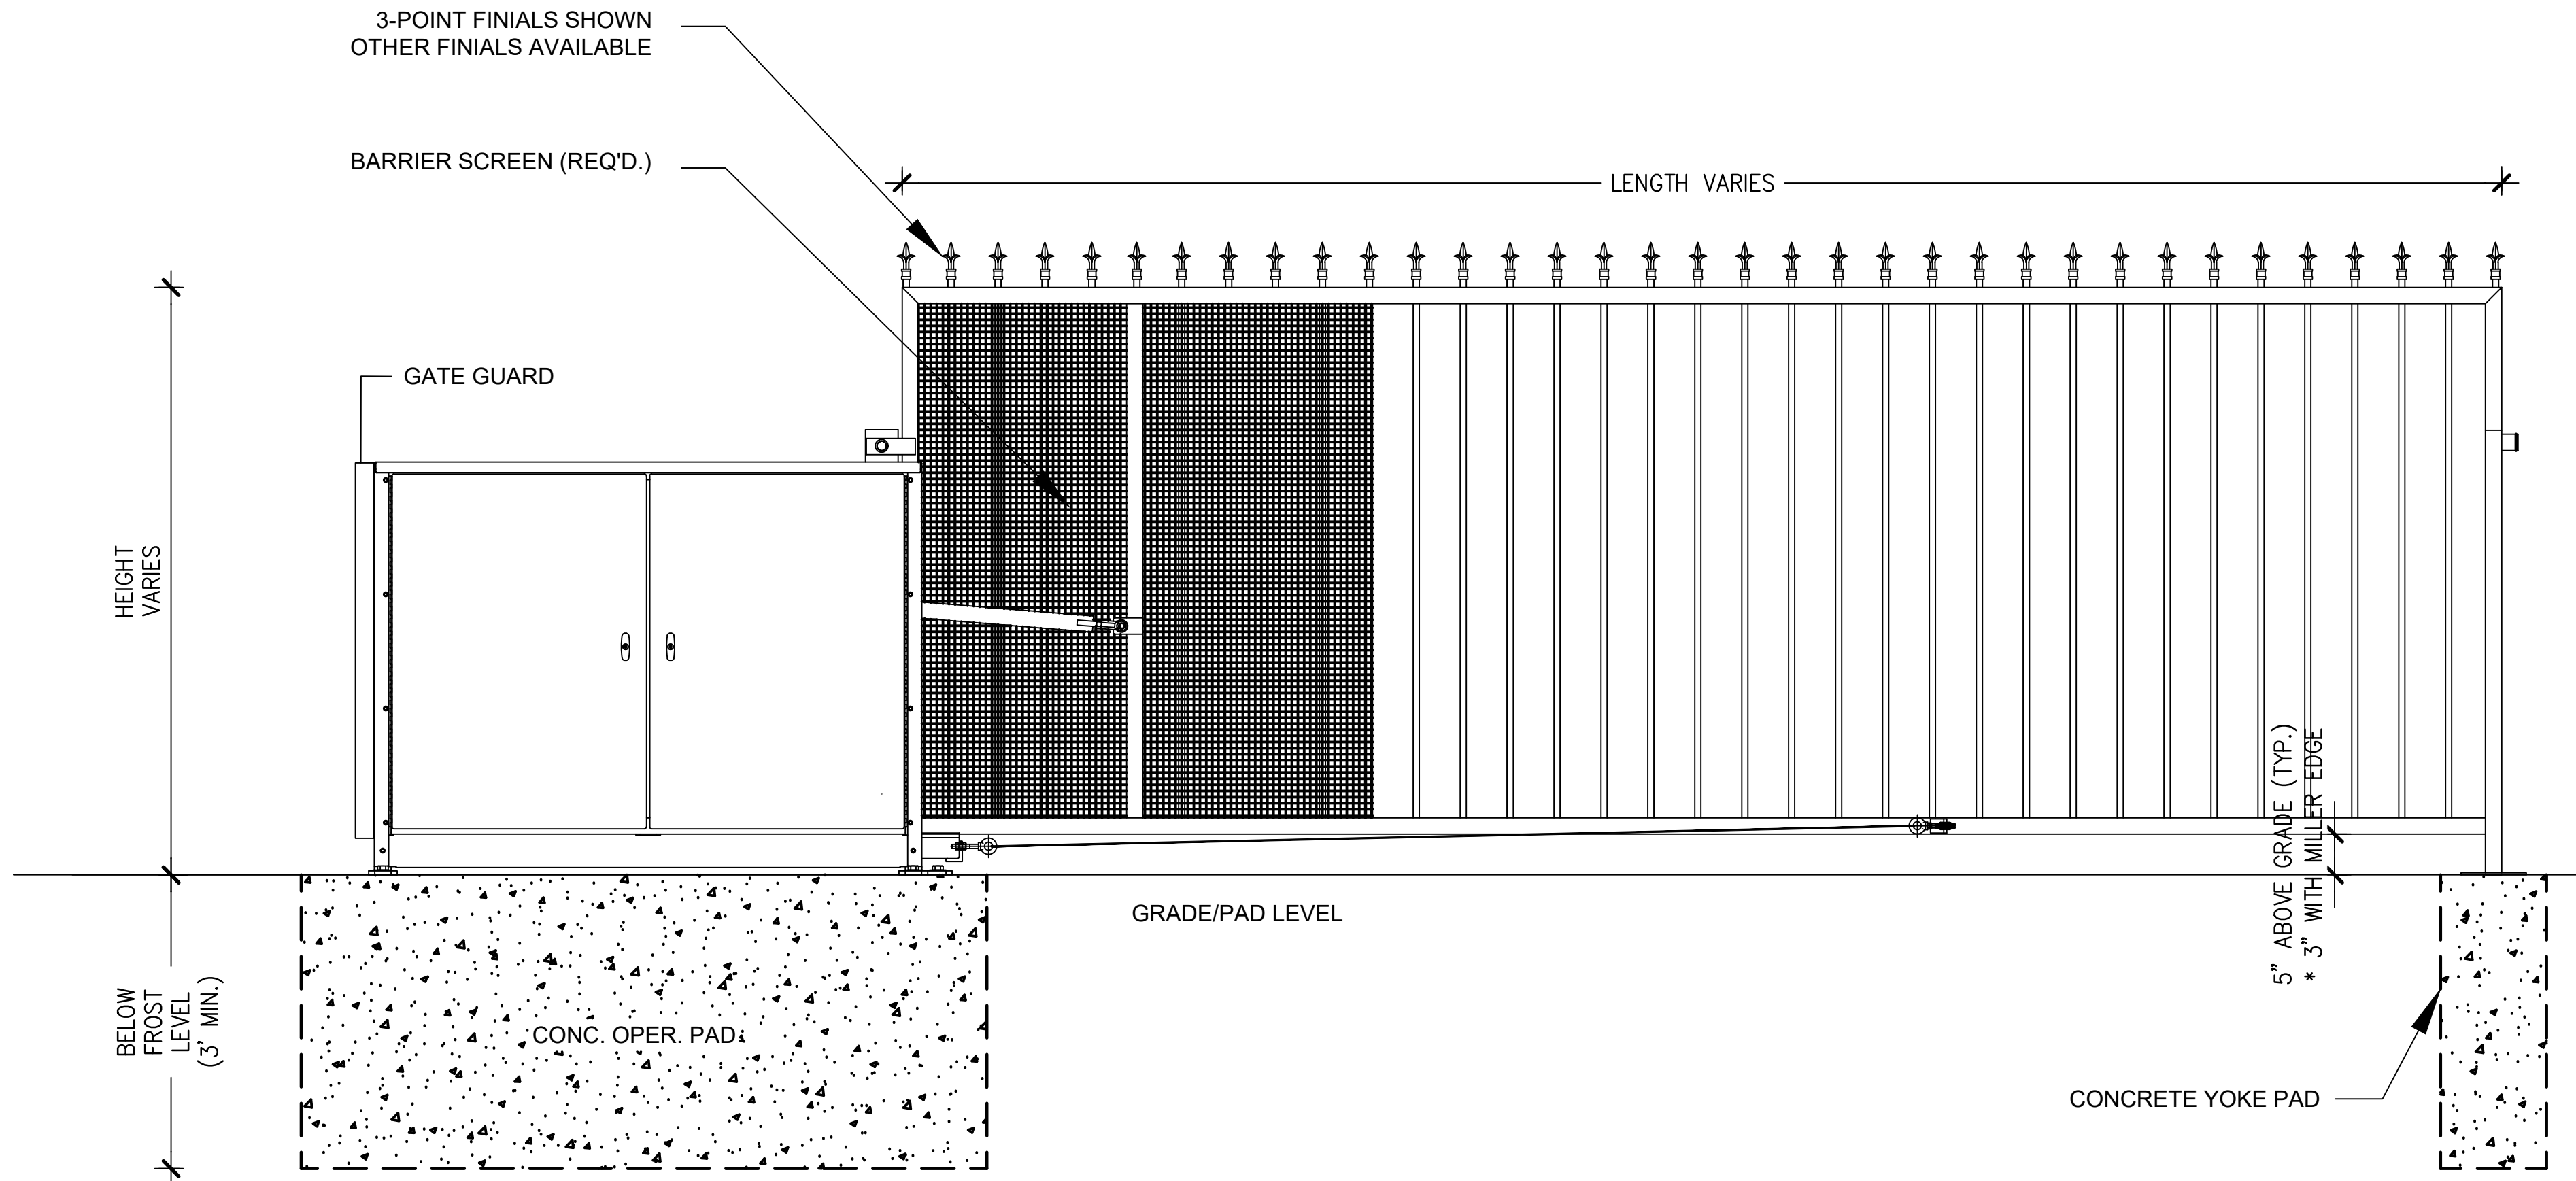 3-POINT FINIALS SHOWN
OTHER FINIALS AVAILABLE
BARRIER SCREEN (REQ'D.)
LENGTH VARIES
GATE GUARD
HEIGHT
VARIES
5" ABOVE GRADE (TYP.)
* 3" WITH MILLER EDGE
GRADE/PAD LEVEL
BELOW
FROST
LEVEL
(3' MIN.)
CONC. OPER. PAD
CONCRETE YOKE PAD